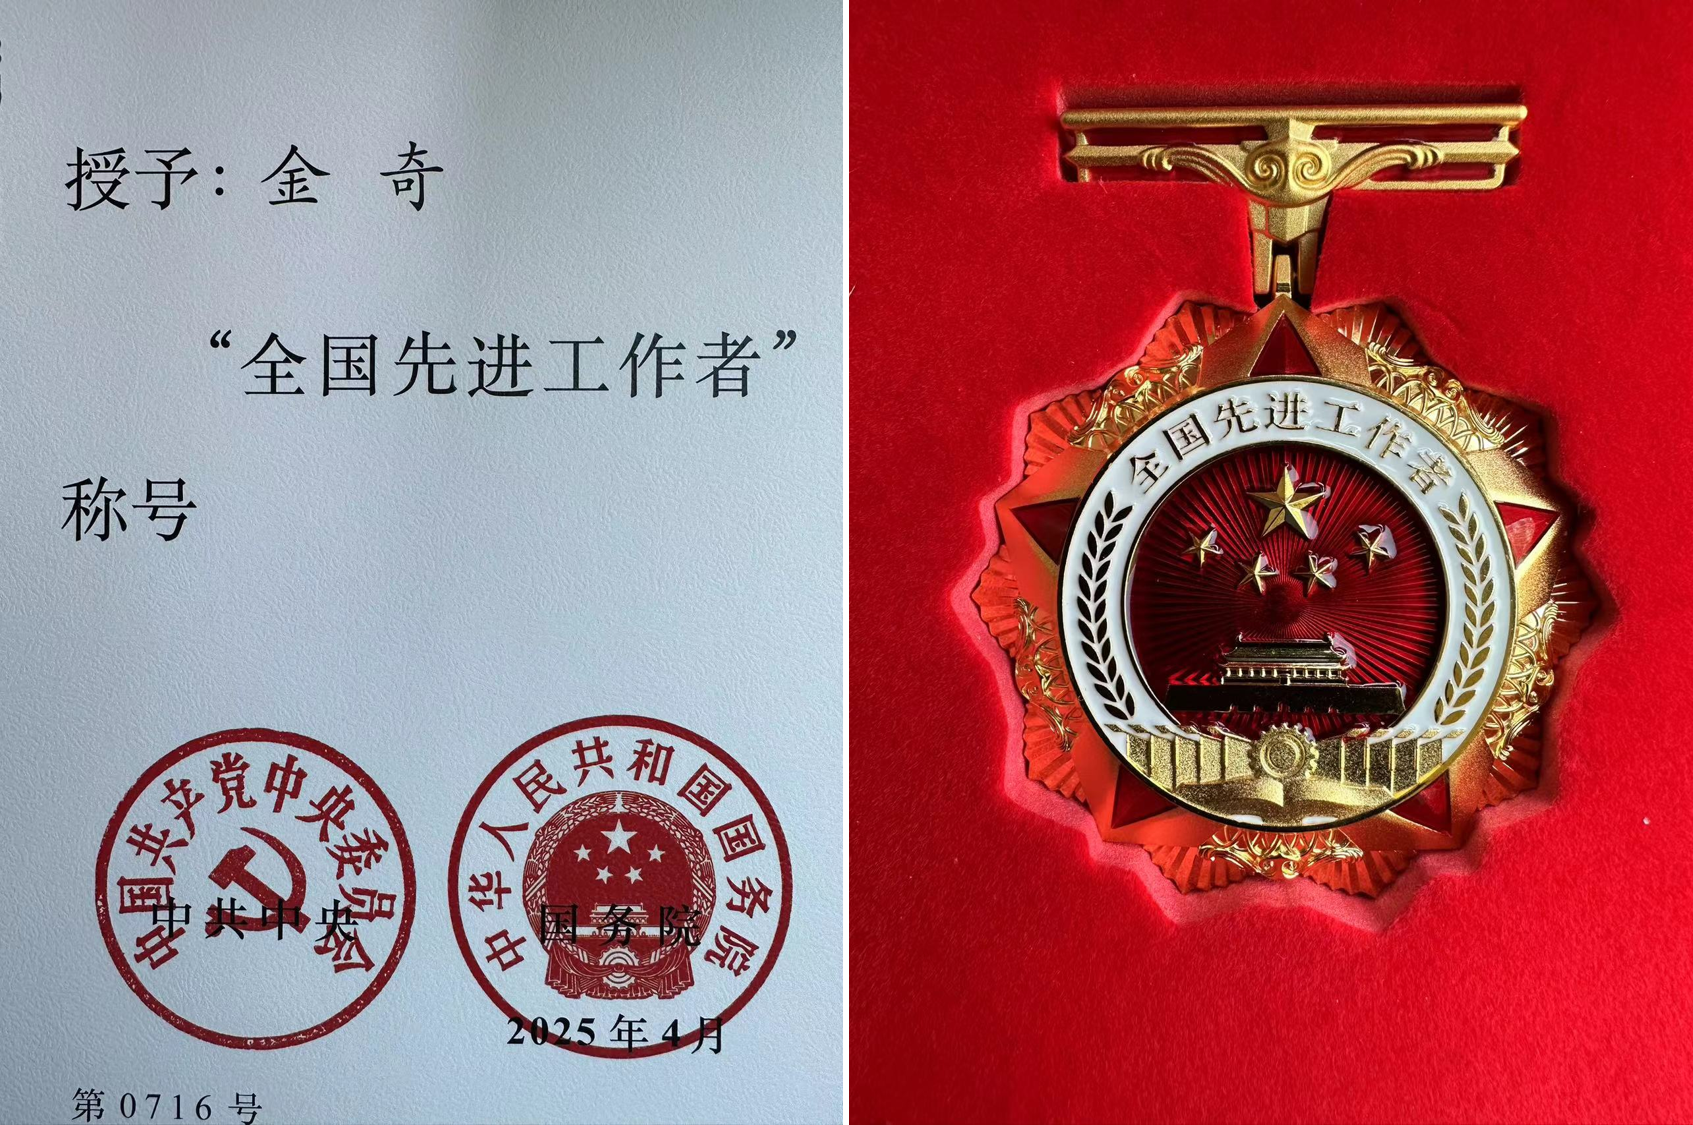 授予：金 奇
“全国先进工作者”
称号
中国共产党中央委员会
中共中央
中华人民共和国国务院
国务院
2025年4月
第0716号
全国先进工作者